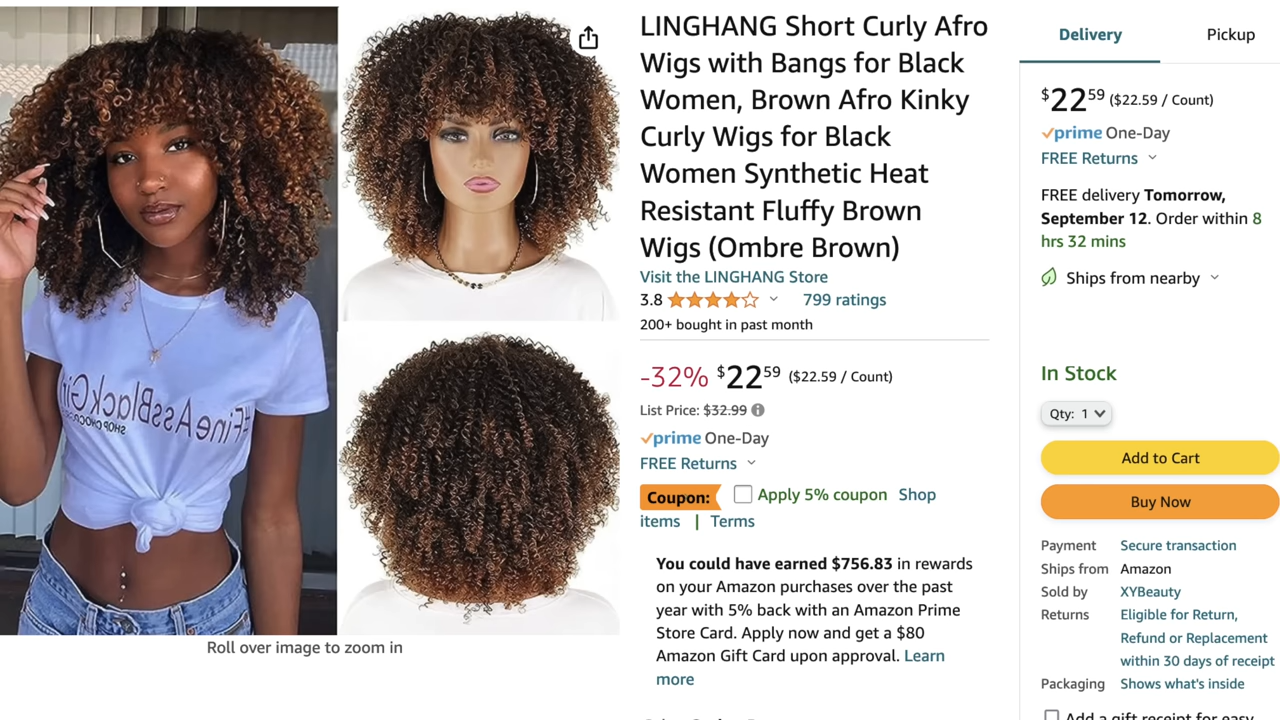 #FineAssBlackGirl
SHOP CHOCO
Roll over image to zoom in
LINGHANG Short Curly Afro
Wigs with Bangs for Black
Women, Brown Afro Kinky
Curly Wigs for Black
Women Synthetic Heat
Resistant Fluffy Brown
Wigs (Ombre Brown)
Visit the LINGHANG Store
3.8 799 ratings
200+ bought in past month
-32% $22 59 ($22.59 / Count)
List Price: $32.99
prime One-Day
FREE Returns
Coupon: Apply 5% coupon Shop
items | Terms
You could have earned $756.83 in rewards
on your Amazon purchases over the past
year with 5% back with an Amazon Prime
Store Card. Apply now and get a $80
Amazon Gift Card upon approval. Learn
more
Delivery Pickup
$22 59 ($22.59 / Count)
prime One-Day
FREE Returns
FREE delivery Tomorrow,
September 12. Order within 8
hrs 32 mins
Ships from nearby
In Stock
Qty: 1
Add to Cart
Buy Now
Payment Secure transaction
Ships from Amazon
Sold by XYBeauty
Returns Eligible for Return,
Refund or Replacement
within 30 days of receipt
Packaging Shows what's inside
Add a gift receipt for easy